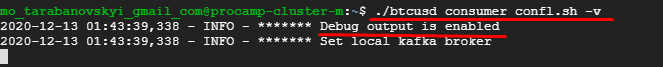 mo_tarabanovskyi_gmail_com@procamp-cluster-m:~$ ./btcusd consumer confl.sh -v
2020-12-13 01:43:39,338 - INFO - ******* Debug output is enabled
2020-12-13 01:43:39,338 - INFO - ******* Set local kafka broker